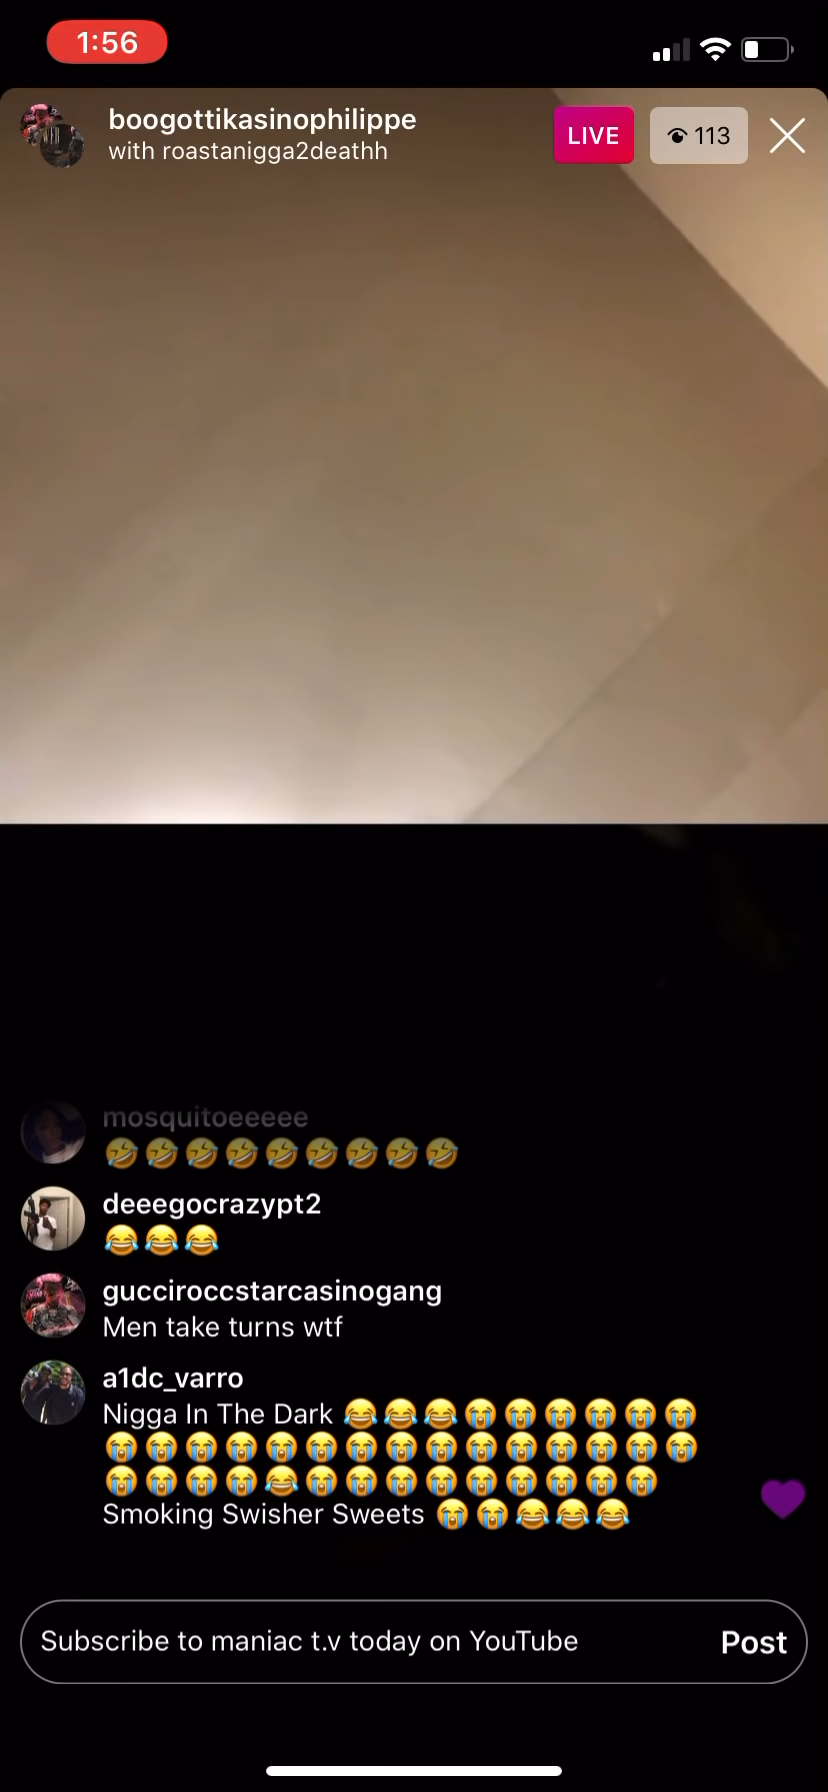 1:56
boogottikasinophilippe
with roastanigga2deathh
LIVE
113
mosquitoeeeee
🤣🤣🤣🤣🤣🤣🤣🤣🤣
deeegocrazypt2
😂😂😂
gucciroccstarcasinogang
Men take turns wtf
a1dc_varro
Nigga In The Dark 😂😂😂😭😭😭😭😭😭
😭😭😭😭😭😭😭😭😭😭😭😭😭😭😭
😭😭😭😭😂😭😭😭😭😭😭😭😭😭
Smoking Swisher Sweets 😭😭😂😂😂
Subscribe to maniac t.v today on YouTube
Post